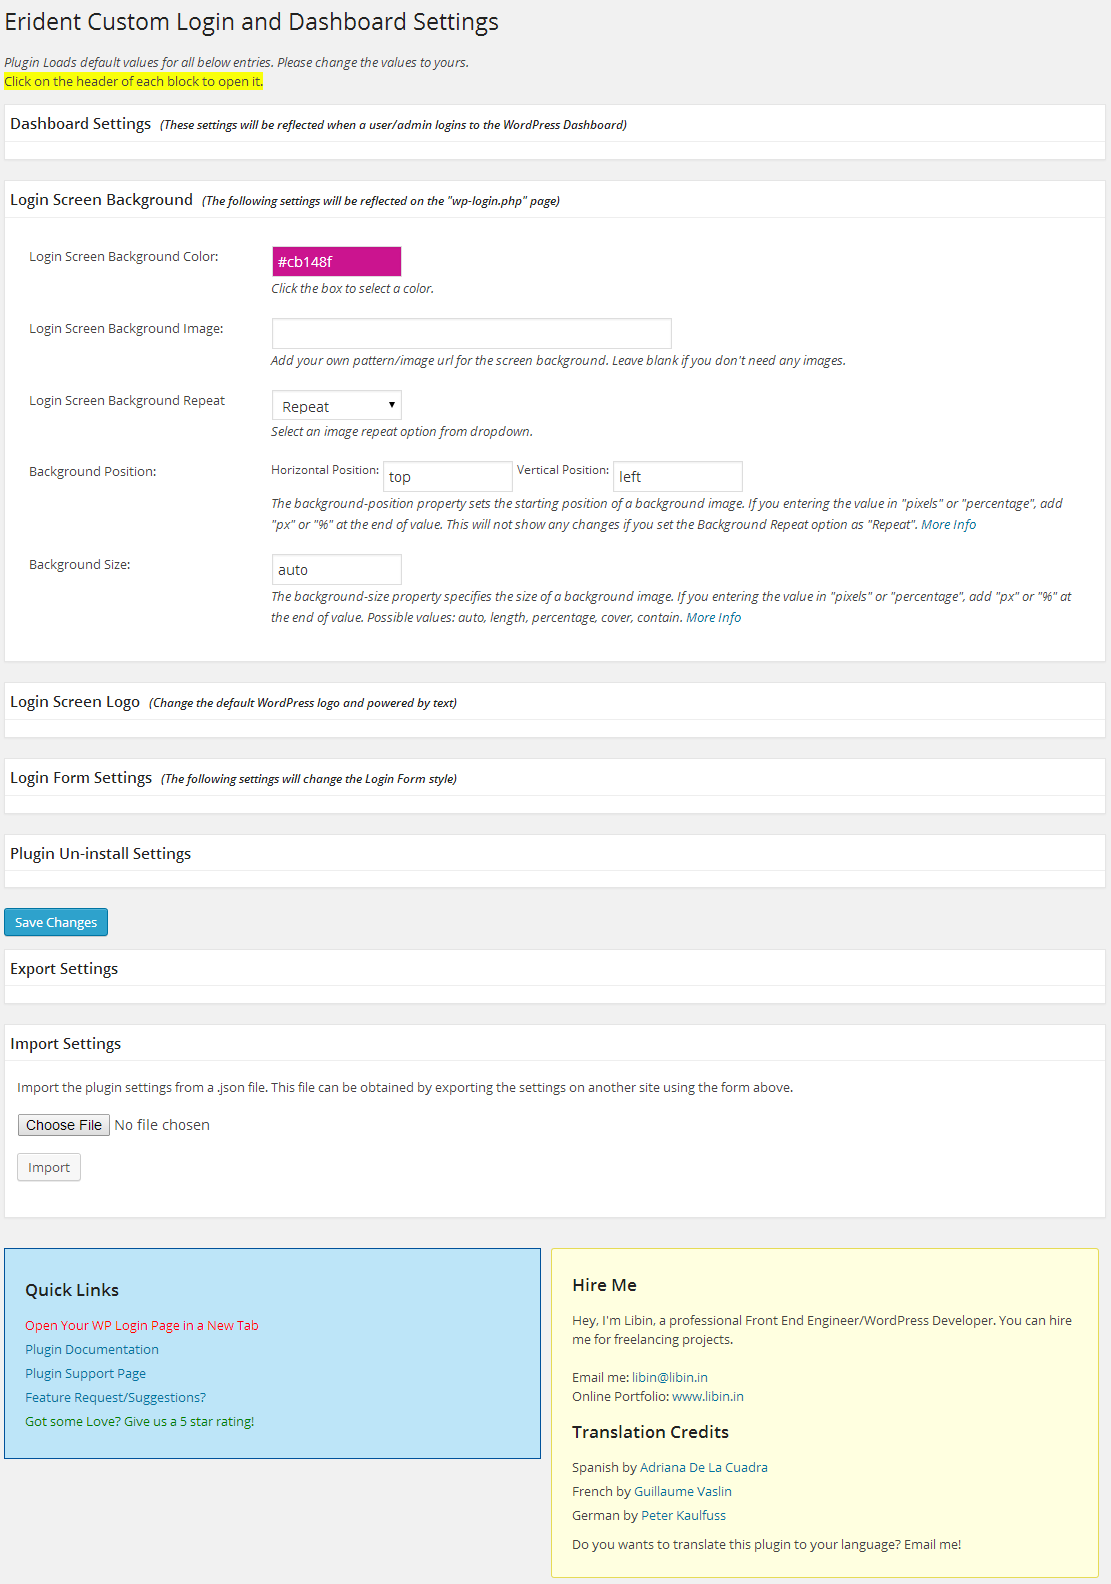 Erident Custom Login and Dashboard Settings
Plugin Loads default values for all below entries. Please change the values to yours.
Click on the header of each block to open it.
Dashboard Settings (These settings will be reflected when a user/admin logins to the WordPress Dashboard)
Login Screen Background (The following settings will be reflected on the "wp-login.php" page)
Login Screen Background Color:
#cb148f
Click the box to select a color.
Login Screen Background Image:
Add your own pattern/image url for the screen background. Leave blank if you don't need any images.
Login Screen Background Repeat
Repeat
Select an image repeat option from dropdown.
Background Position:
Horizontal Position: top Vertical Position: left
The background-position property sets the starting position of a background image. If you entering the value in "pixels" or "percentage", add
"px" or "%" at the end of value. This will not show any changes if you set the Background Repeat option as "Repeat". More Info
Background Size:
auto
The background-size property specifies the size of a background image. If you entering the value in "pixels" or "percentage", add "px" or "%" at
the end of value. Possible values: auto, length, percentage, cover, contain. More Info
Login Screen Logo (Change the default WordPress logo and powered by text)
Login Form Settings (The following settings will change the Login Form style)
Plugin Un-install Settings
Save Changes
Export Settings
Import Settings
Import the plugin settings from a .json file. This file can be obtained by exporting the settings on another site using the form above.
Choose File No file chosen
Import
Quick Links
Open Your WP Login Page in a New Tab
Plugin Documentation
Plugin Support Page
Feature Request/Suggestions?
Got some Love? Give us a 5 star rating!
Hire Me
Hey, I'm Libin, a professional Front End Engineer/WordPress Developer. You can hire
me for freelancing projects.
Email me: libin@libin.in
Online Portfolio: www.libin.in
Translation Credits
Spanish by Adriana De La Cuadra
French by Guillaume Vaslin
German by Peter Kaulfuss
Do you wants to translate this plugin to your language? Email me!